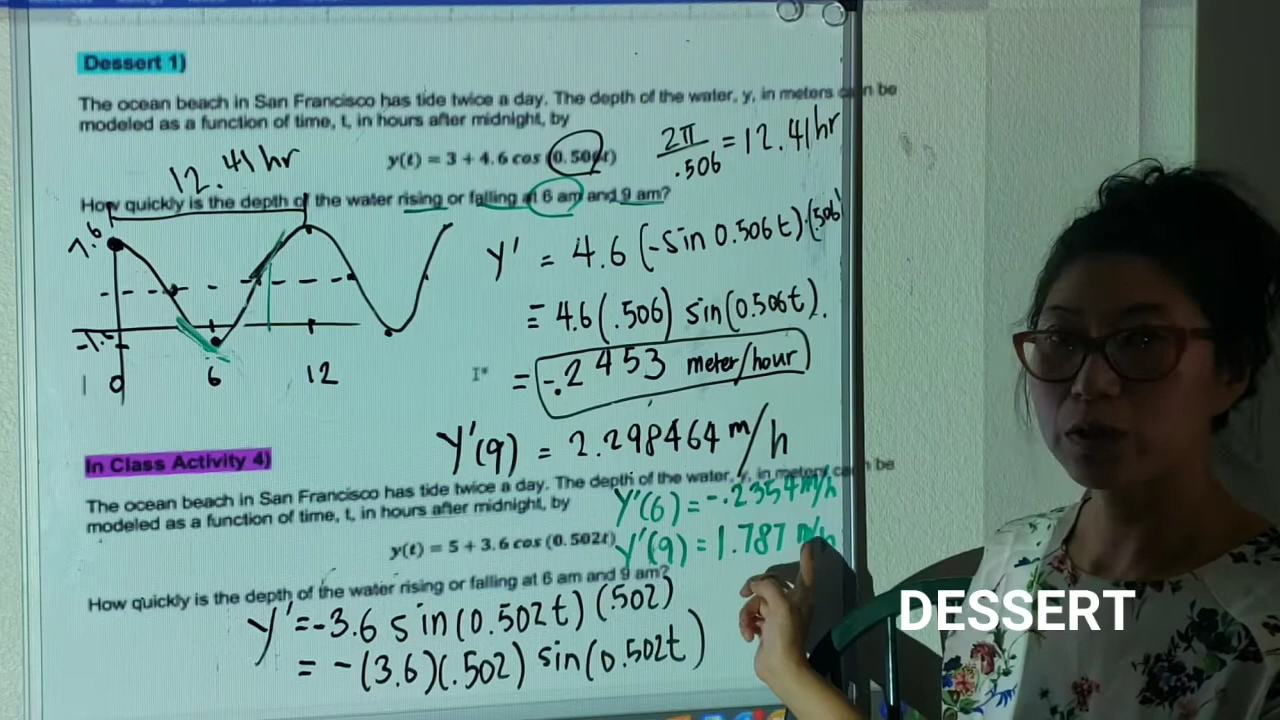 Dessert 1)
The ocean beach in San Francisco has tide twice a day. The depth of the water, y, in meters can be
modeled as a function of time, t, in hours after midnight, by
12.41 hr
y(t) = 3 + 4.6 cos (0.506t)
2π/.506 = 12.41hr
How quickly is the depth of the water rising or falling at 6 am and 9 am?
7.6
y' = 4.6 (-sin 0.506t)·(.506)
= 4.6(.506) sin(0.506t).
0 6 12
= -.2453 meter/hour
y'(9) = 2.298464 m/h
In Class Activity 4)
The ocean beach in San Francisco has tide twice a day. The depth of the water, y, in meters can be
modeled as a function of time, t, in hours after midnight, by
y'(6) = -.2354 m/h
y(t) = 5 + 3.6 cos (0.502t)
y'(9) = 1.787 m/h
How quickly is the depth of the water rising or falling at 6 am and 9 am?
y' = -3.6 sin(0.502t)(.502)
= -(3.6)(.502) sin(0.502t)
DESSERT